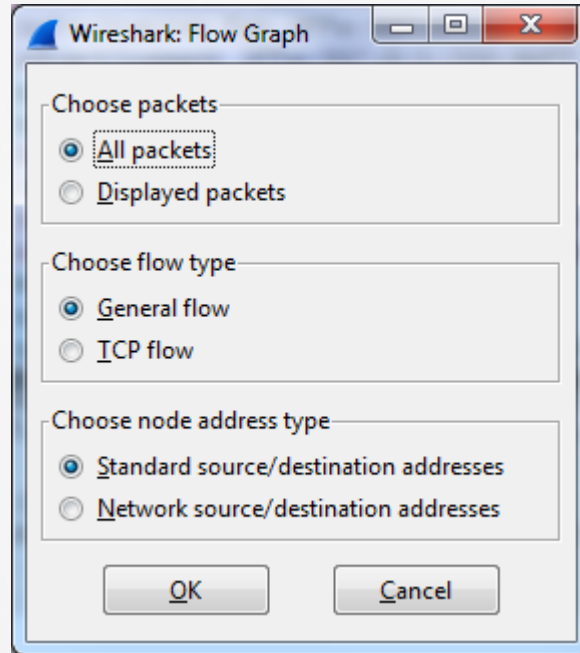 Wireshark: Flow Graph
Choose packets
All packets
Displayed packets
Choose flow type
General flow
TCP flow
Choose node address type
Standard source/destination addresses
Network source/destination addresses
OK
Cancel